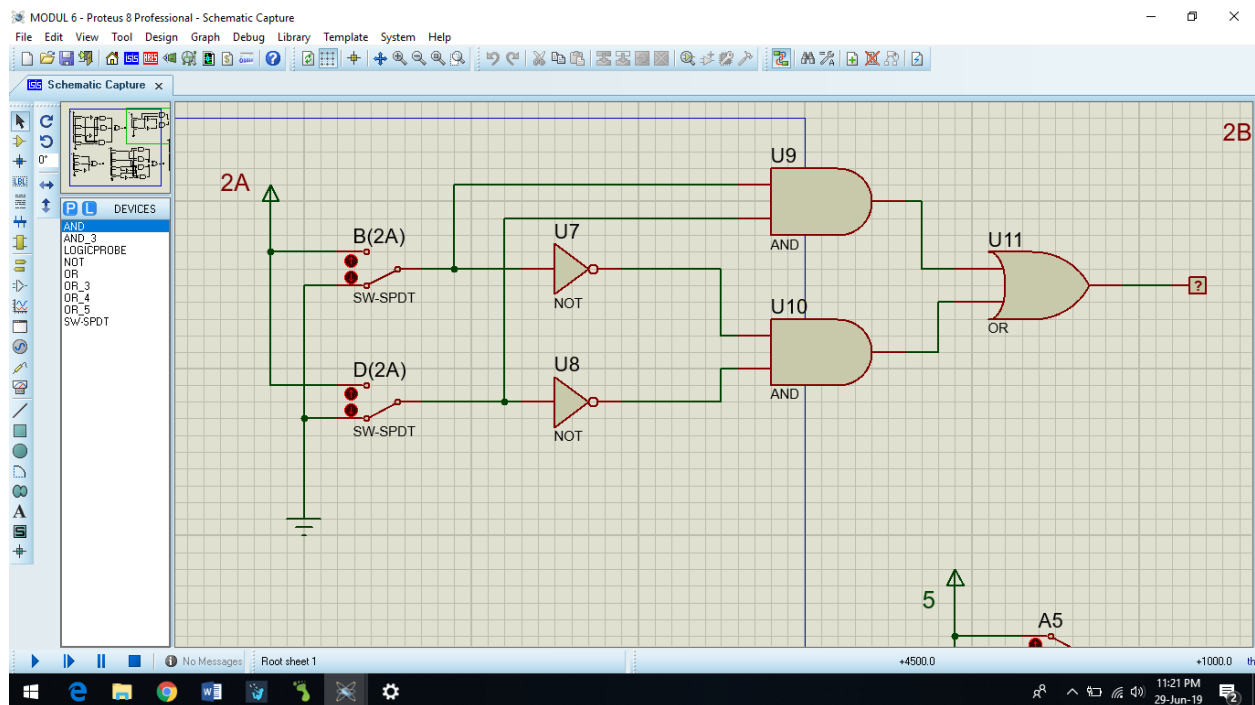 MODUL 6 - Proteus 8 Professional - Schematic Capture
File Edit View Tool Design Graph Debug Library Template System Help
Schematic Capture x
0°
LBL
P L DEVICES
AND
AND_3
LOGICPROBE
NOT
OR
OR_3
OR_4
OR_5
SW-SPDT
A
S
2A
2B
B(2A)
SW-SPDT
U7
NOT
U9
AND
U11
OR
?
U10
AND
D(2A)
SW-SPDT
U8
NOT
5
A5
No Messages
Root sheet 1
+4500.0
+1000.0
th
11:21 PM
29-Jun-19
2